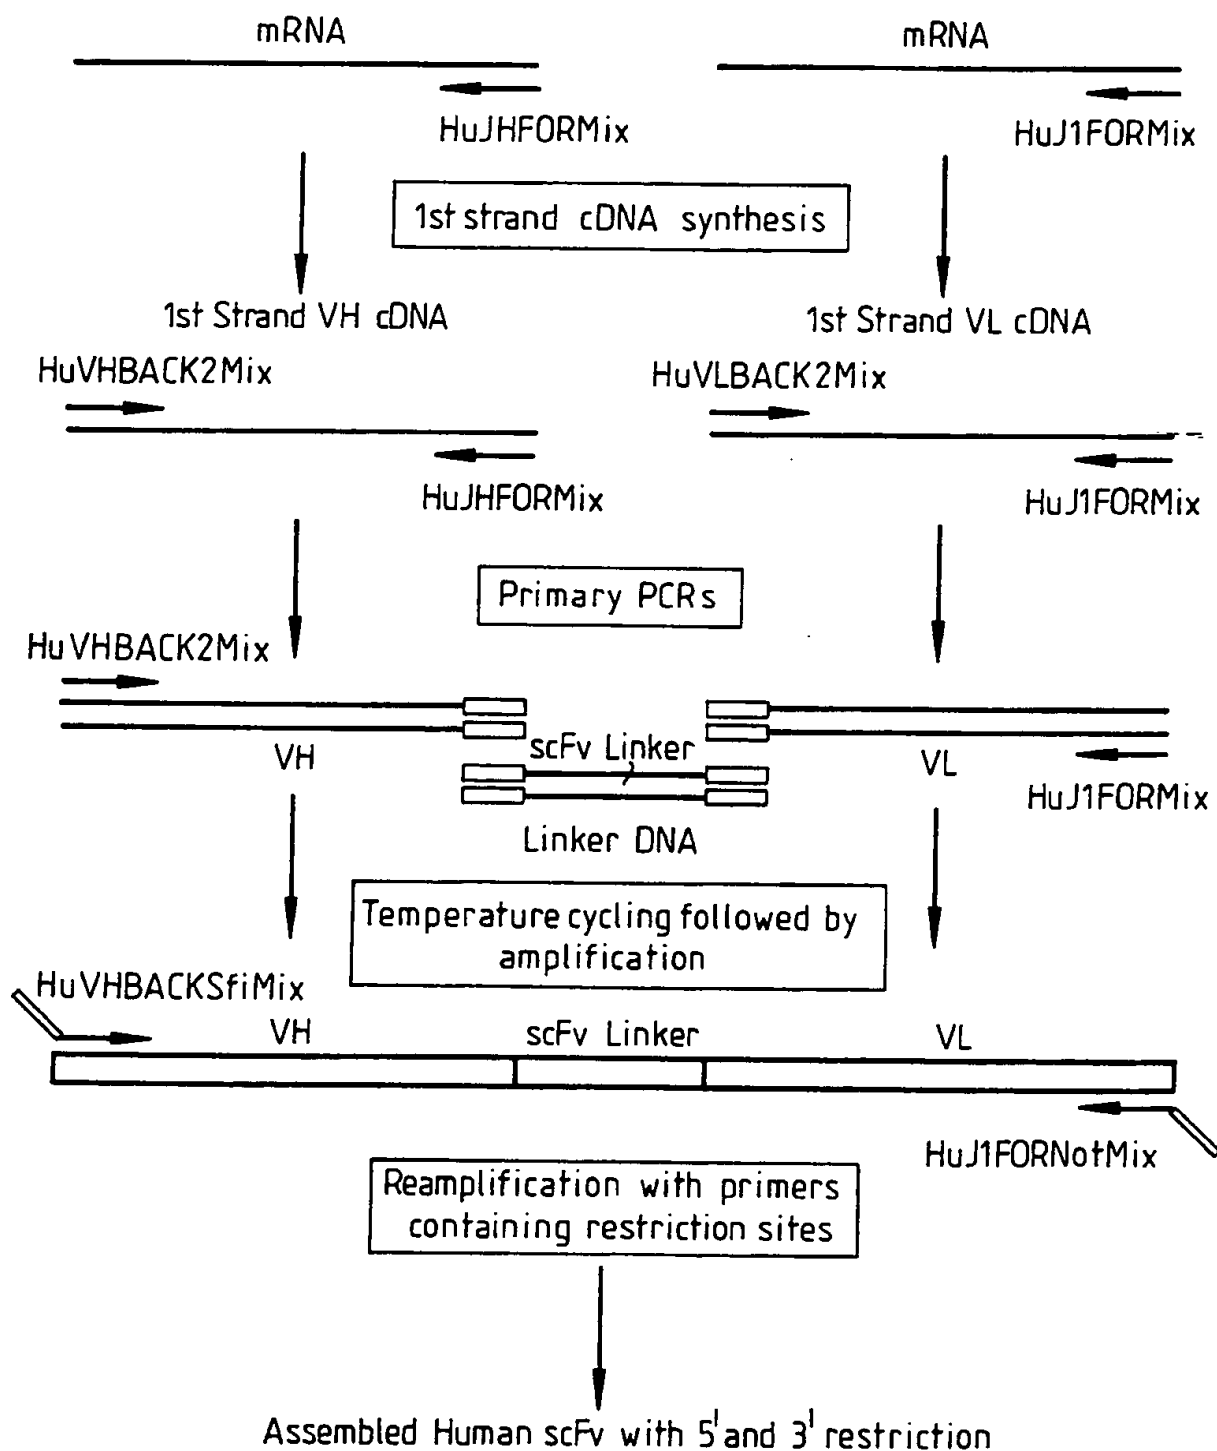 mRNA
mRNA
HuJHFORMix
HuJ1FORMix
1st strand cDNA synthesis
1st Strand VH cDNA
1st Strand VL cDNA
HuVHBACK2Mix
HuVLBACK2Mix
HuJHFORMix
HuJ1FORMix
Primary PCRs
HuVHBACK2Mix
VH
scFv Linker
VL
HuJ1FORMix
Linker DNA
Temperature cycling followed by
amplification
HuVHBACKSfiMix
VH
scFv Linker
VL
HuJ1FORNotMix
Reamplification with primers
containing restriction sites
Assembled Human scFv with 5' and 3' restriction